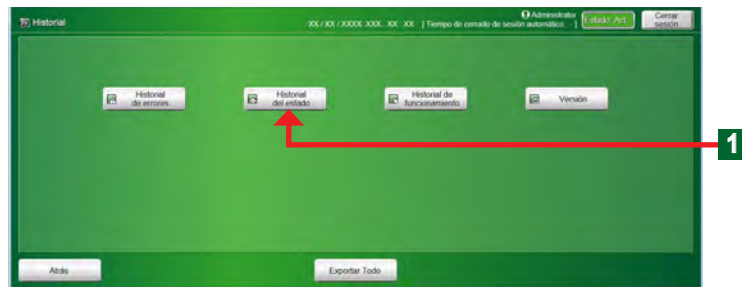 Historial
XX / XX / XXXX XXX XX XX XX | Tiempo de cerrado de sesión automático : - |
Administrator
Estado Act.
Cerrar
sesión
Historial
de errores
Historial
del estado
Historial de
funcionamiento
Versión
1
Atrás
Exportar Todo